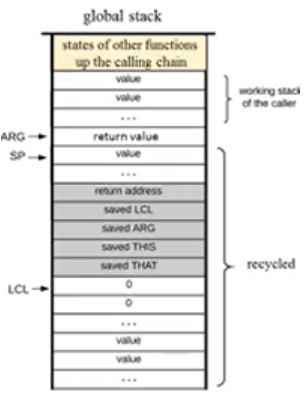 global stack
states of other functions
up the calling chain
value
value
...
working stack
of the caller
ARG
return value
SP
value
...
return address
saved LCL
saved ARG
saved THIS
saved THAT
recycled
LCL
0
0
...
value
value
...